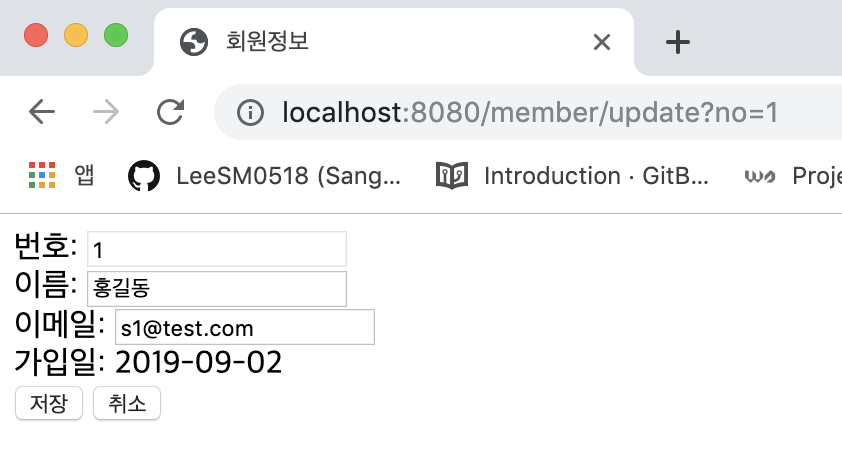 회원정보
localhost:8080/member/update?no=1
앱 LeeSM0518 (Sang... Introduction · GitB... Proje
번호: 1
이름: 홍길동
이메일: s1@test.com
가입일: 2019-09-02
저장 취소